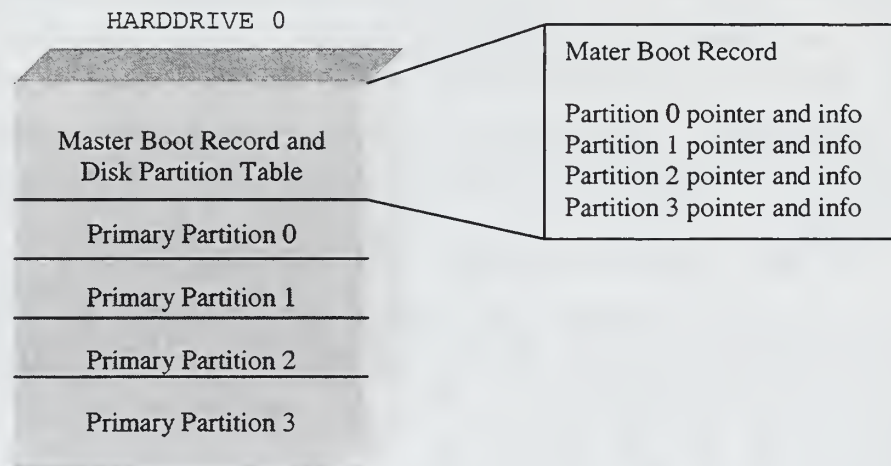 HARDDRIVE 0
Master Boot Record and
Disk Partition Table
Primary Partition 0
Primary Partition 1
Primary Partition 2
Primary Partition 3
Mater Boot Record
Partition 0 pointer and info
Partition 1 pointer and info
Partition 2 pointer and info
Partition 3 pointer and info